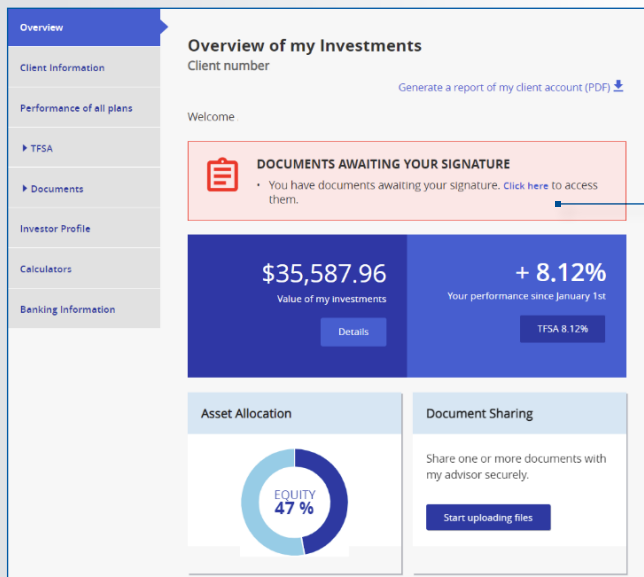 Overview
Client Information
Performance of all plans
TFSA
Documents
Investor Profile
Calculators
Banking Information
Overview of my Investments
Client number
Generate a report of my client account (PDF)
Welcome
DOCUMENTS AWAITING YOUR SIGNATURE
• You have documents awaiting your signature. Click here to access
them.
$35,587.96
Value of my investments
Details
+ 8.12%
Your performance since January 1st
TFSA 8.12%
Asset Allocation
EQUITY
47 %
Document Sharing
Share one or more documents with
my advisor securely.
Start uploading files